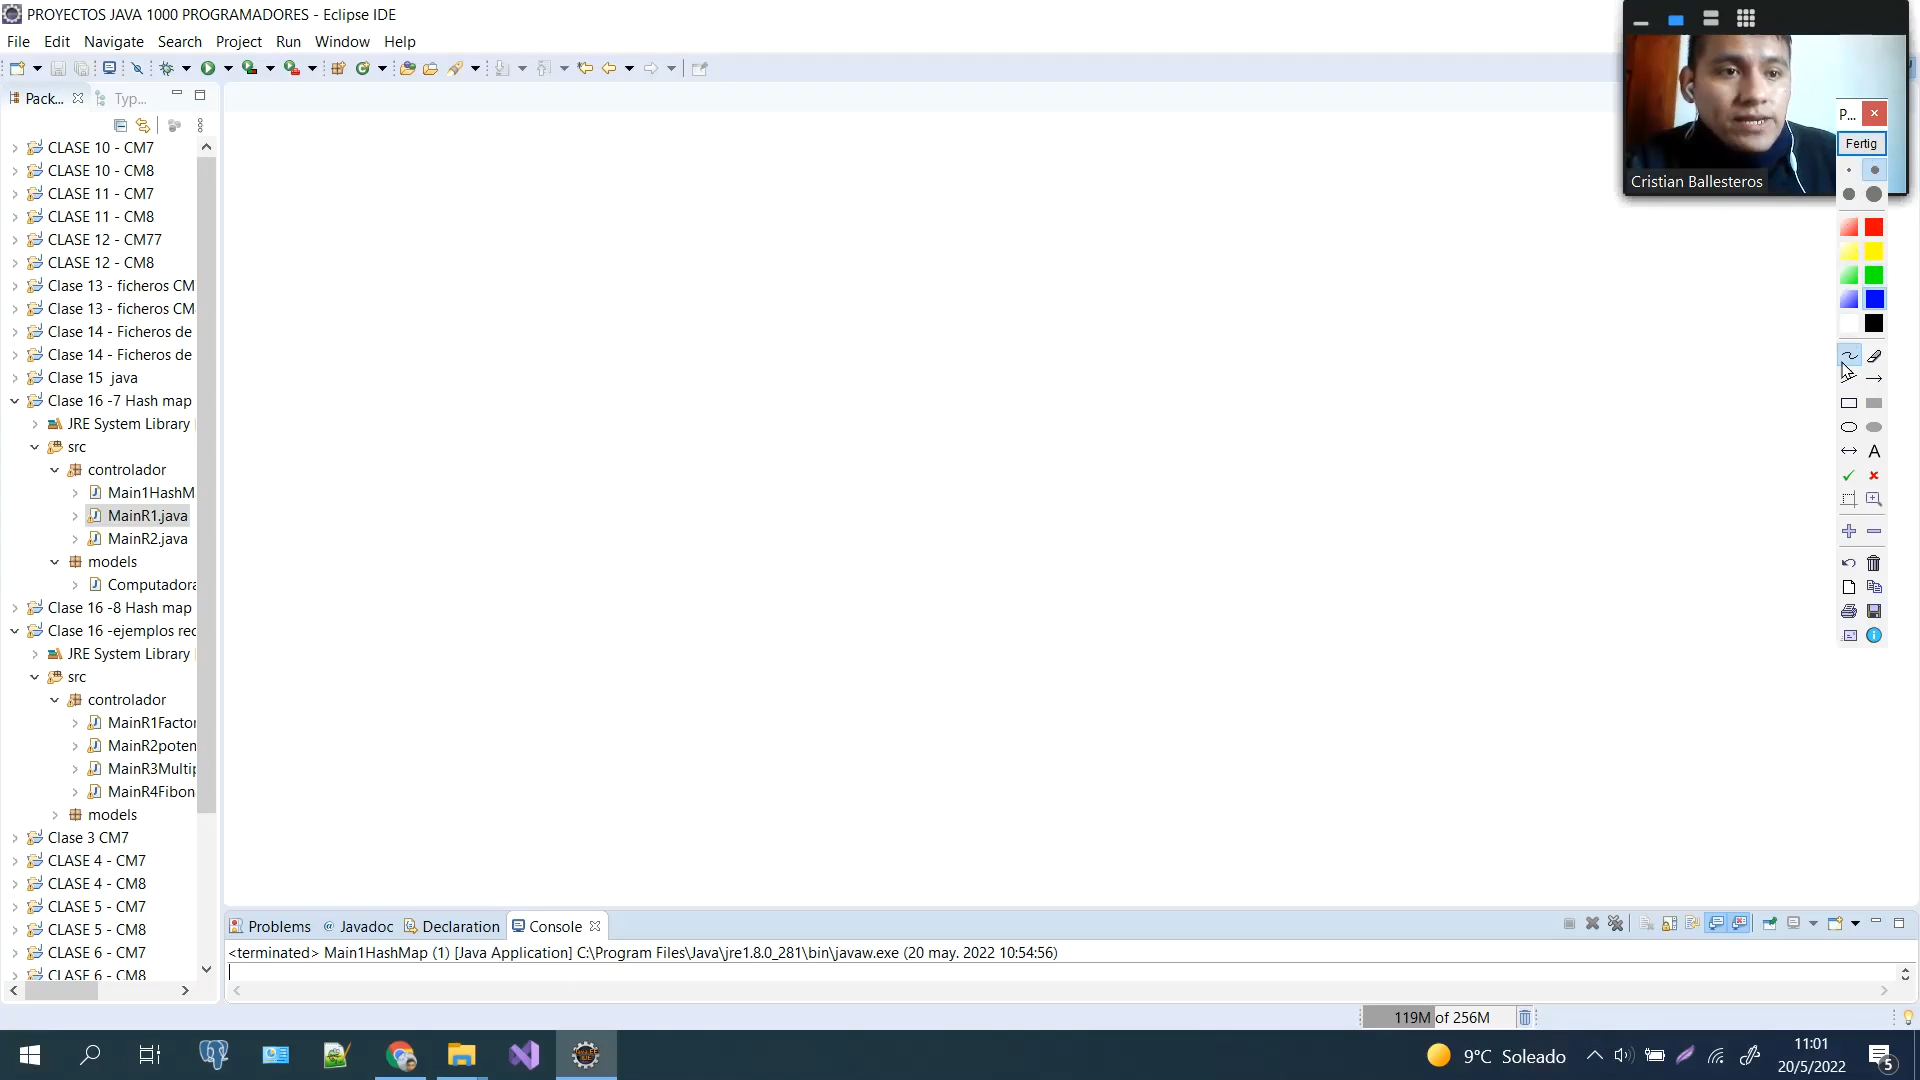 PROYECTOS JAVA 1000 PROGRAMADORES - Eclipse IDE
File Edit Navigate Search Project Run Window Help
Pack... Typ...
CLASE 10 - CM7
CLASE 10 - CM8
CLASE 11 - CM7
CLASE 11 - CM8
CLASE 12 - CM77
CLASE 12 - CM8
Clase 13 - ficheros CM
Clase 13 - ficheros CM
Clase 14 - Ficheros de
Clase 14 - Ficheros de
Clase 15 java
Clase 16 -7 Hash map
JRE System Library
src
controlador
Main1HashM
MainR1.java
MainR2.java
models
Computadora
Clase 16 -8 Hash map
Clase 16 -ejemplos rec
JRE System Library
src
controlador
MainR1Factor
MainR2poten
MainR3Multip
MainR4Fibon
models
Clase 3 CM7
CLASE 4 - CM7
CLASE 4 - CM8
CLASE 5 - CM7
CLASE 5 - CM8
CLASE 6 - CM7
CLASE 6 - CM8
Cristian Ballesteros
P...
Fertig
A
Problems Javadoc Declaration Console
<terminated> Main1HashMap (1) [Java Application] C:\Program Files\Java\jre1.8.0_281\bin\javaw.exe (20 may. 2022 10:54:56)
119M of 256M
9°C Soleado
11:01
20/5/2022
5